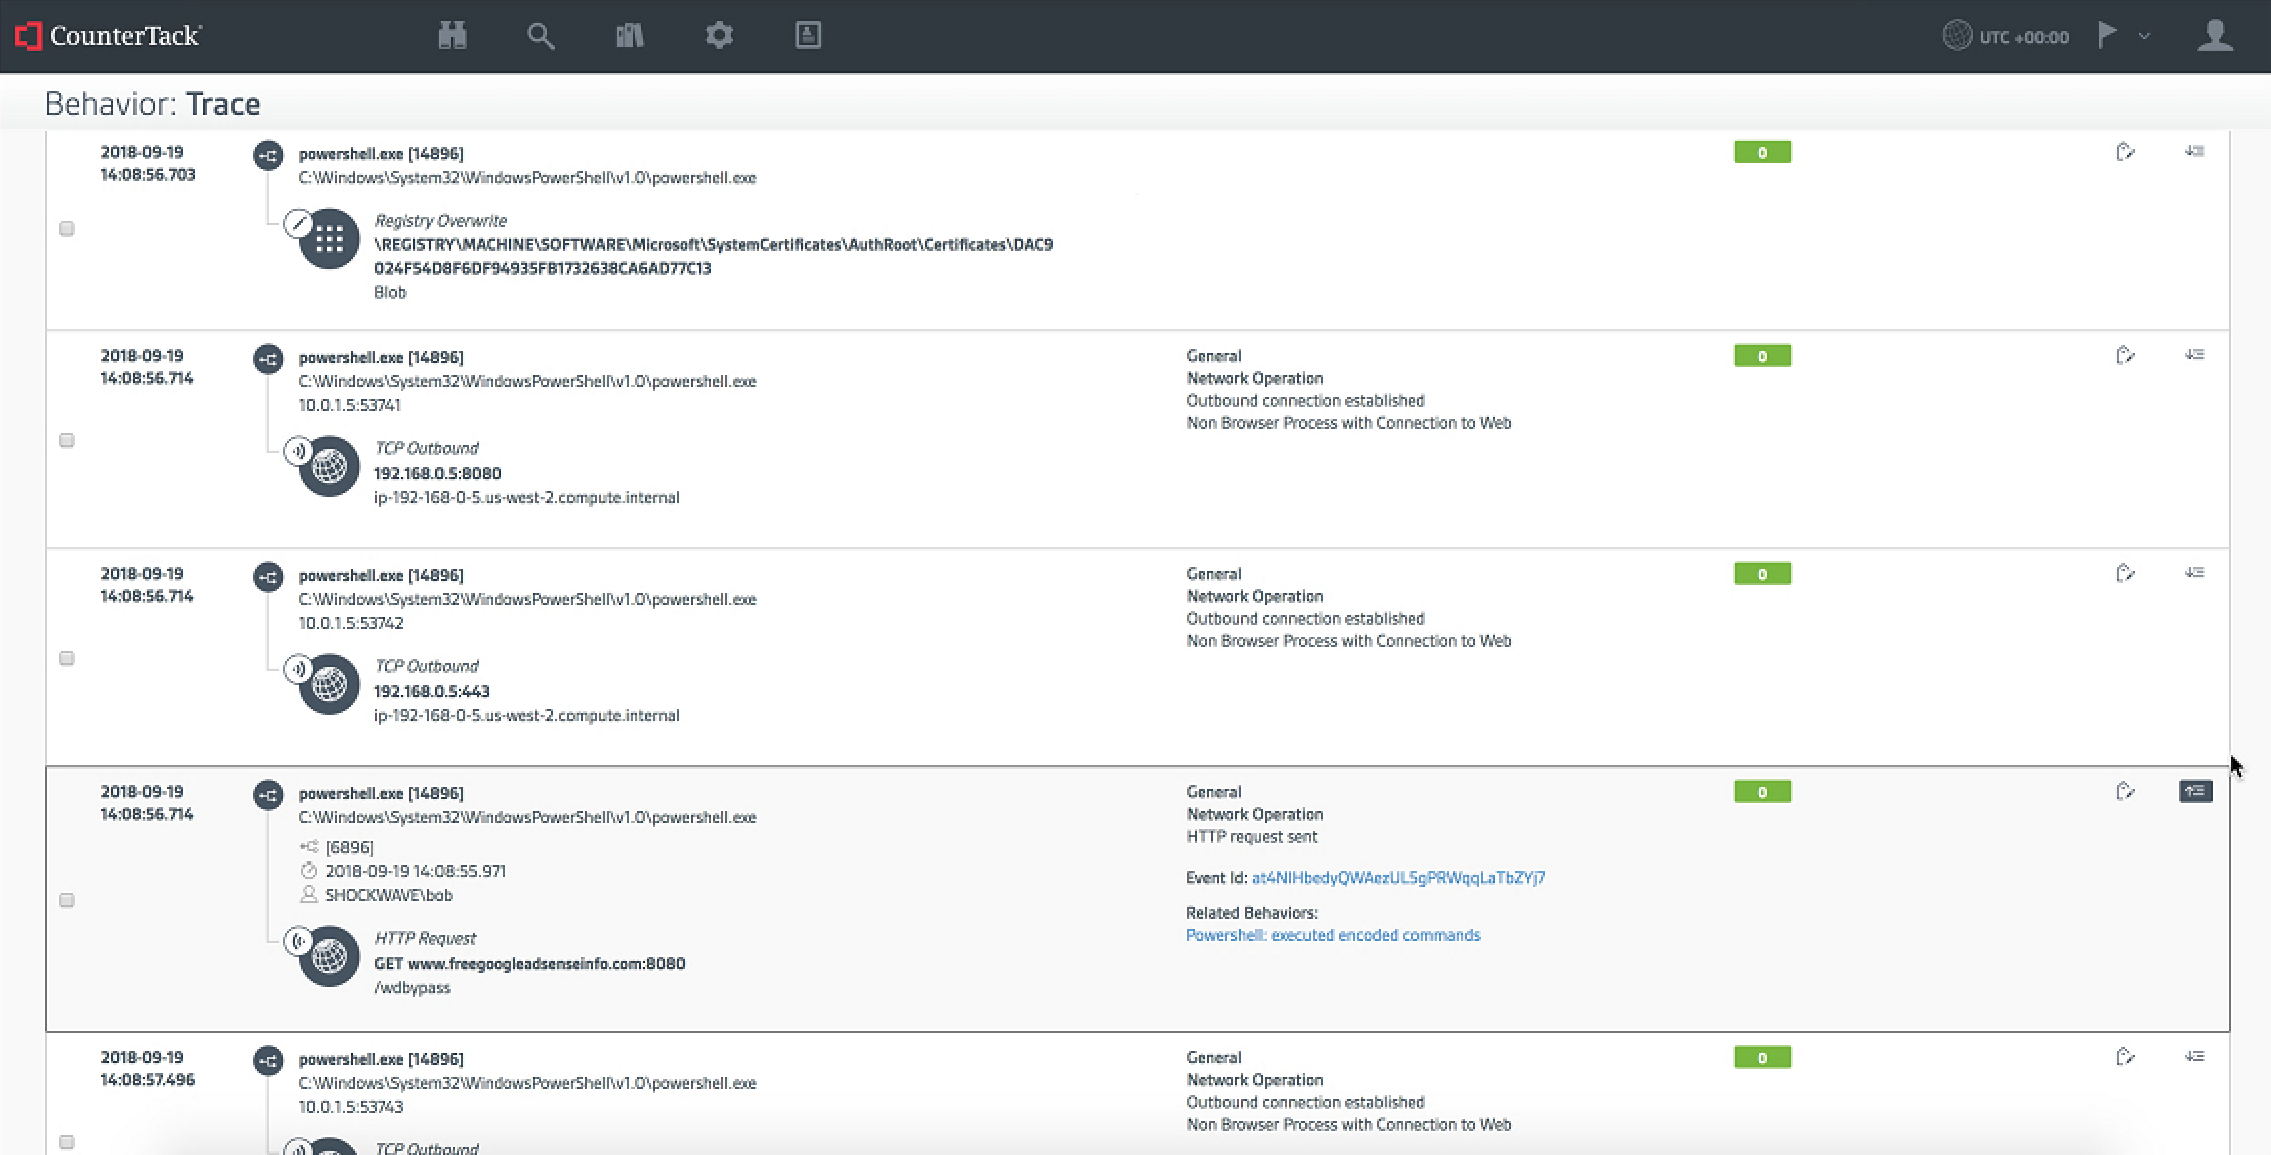 CounterTack
UTC +00:00
Behavior: Trace
2018-09-19
14:08:56.703
powershell.exe [14896]
C:\Windows\System32\WindowsPowerShell\v1.0\powershell.exe
0
Registry Overwrite
\REGISTRY\MACHINE\SOFTWARE\Microsoft\SystemCertificates\AuthRoot\Certificates\DAC9
024F54D8F6DF94935FB1732638CA6AD77C13
Blob
2018-09-19
14:08:56.714
powershell.exe [14896]
C:\Windows\System32\WindowsPowerShell\v1.0\powershell.exe
10.0.1.5:53741
TCP Outbound
192.168.0.5:8080
ip-192-168-0-5.us-west-2.compute.internal
General
Network Operation
Outbound connection established
Non Browser Process with Connection to Web
0
2018-09-19
14:08:56.714
powershell.exe [14896]
C:\Windows\System32\WindowsPowerShell\v1.0\powershell.exe
10.0.1.5:53742
TCP Outbound
192.168.0.5:443
ip-192-168-0-5.us-west-2.compute.internal
General
Network Operation
Outbound connection established
Non Browser Process with Connection to Web
0
2018-09-19
14:08:56.714
powershell.exe [14896]
C:\Windows\System32\WindowsPowerShell\v1.0\powershell.exe
[6896]
2018-09-19 14:08:55.971
SHOCKWAVE\bob
HTTP Request
GET www.freegoogleadsenseinfo.com:8080
/wdbypass
General
Network Operation
HTTP request sent
Event Id: at4NIHbedyQWAezUL5gPRWqqLaTbZYj7
Related Behaviors:
Powershell: executed encoded commands
0
2018-09-19
14:08:57.496
powershell.exe [14896]
C:\Windows\System32\WindowsPowerShell\v1.0\powershell.exe
10.0.1.5:53743
TCP Outbound
General
Network Operation
Outbound connection established
Non Browser Process with Connection to Web
0